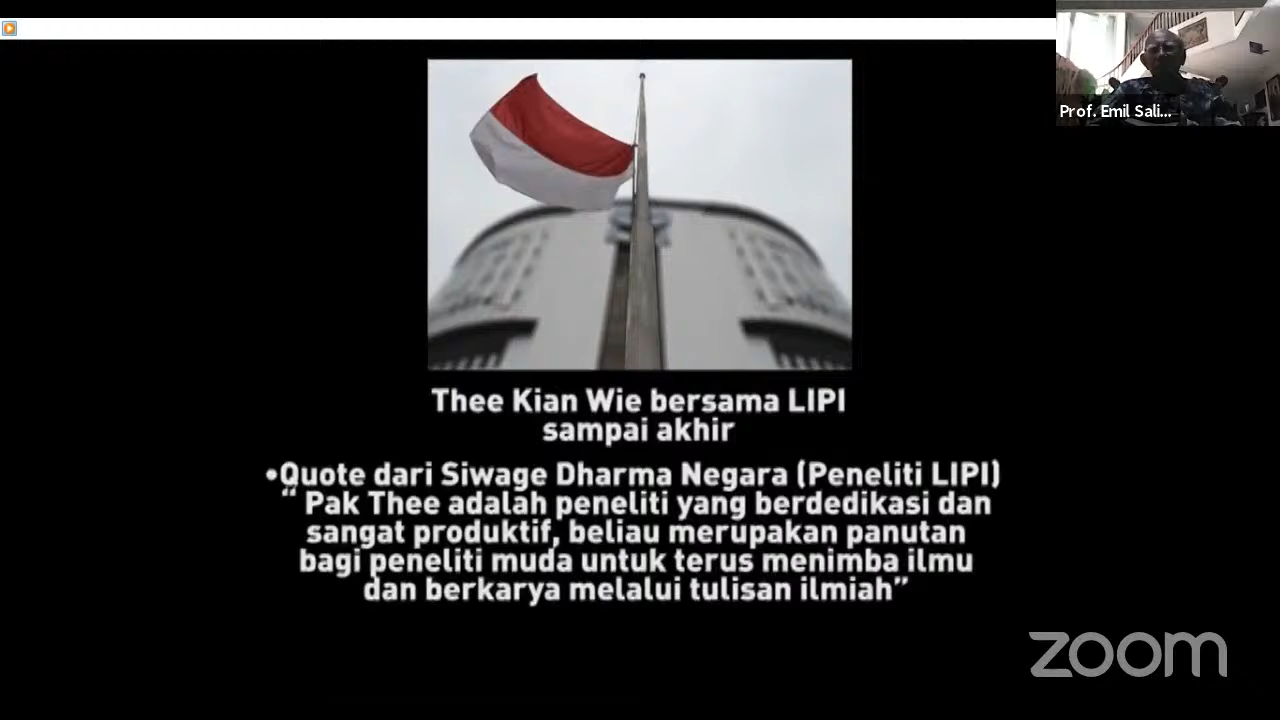 Prof. Emil Sali...
Thee Kian Wie bersama LIPI
sampai akhir
•Quote dari Siwage Dharma Negara (Peneliti LIPI)
“ Pak Thee adalah peneliti yang berdedikasi dan
sangat produktif, beliau merupakan panutan
bagi peneliti muda untuk terus menimba ilmu
dan berkarya melalui tulisan ilmiah”
zoom